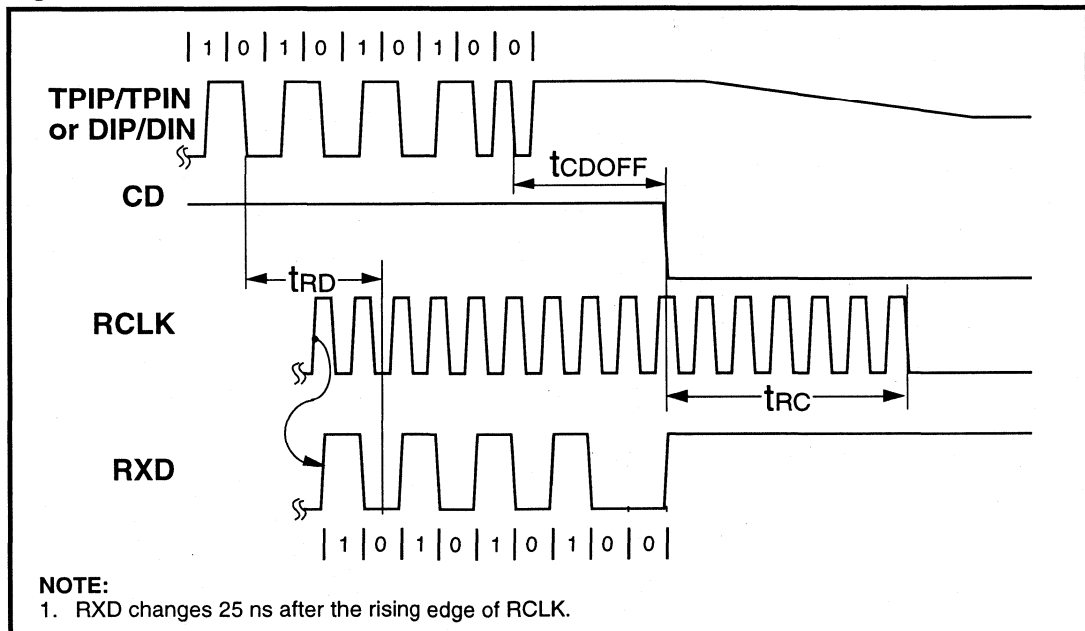 | 1 | 0 | 1 | 0 | 1 | 0 | 1 | 0 | 0 |
TPIP/TPIN
or DIP/DIN
tCDOFF
CD
tRD
RCLK
tRC
RXD
| 1 | 0 | 1 | 0 | 1 | 0 | 1 | 0 | 0 |
NOTE:
1. RXD changes 25 ns after the rising edge of RCLK.